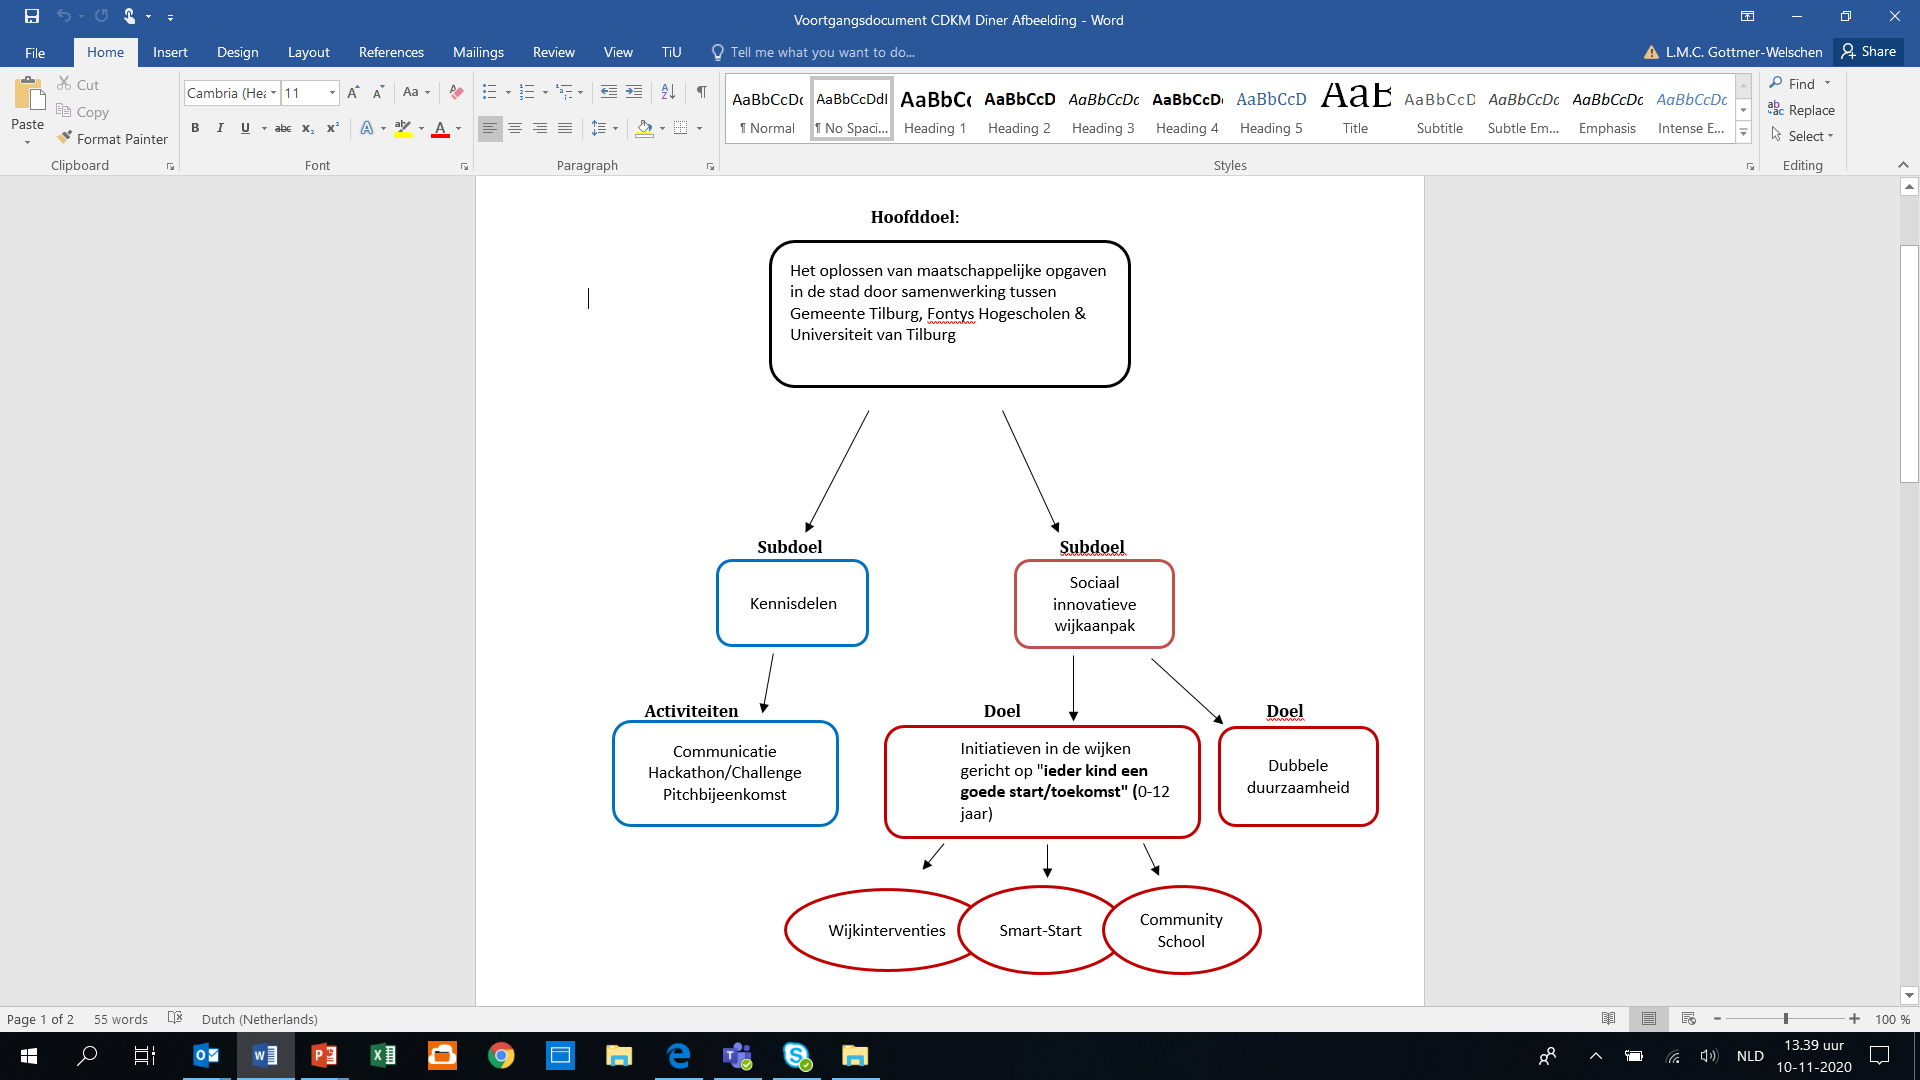 Voortgangsdocument CDKM Diner Afbeelding - Word
File Home Insert Design Layout References Mailings Review View TiU Tell me what you want to do... L.M.C. Gottmer-Welschen Share
Paste
Cut
Copy
Format Painter
Clipboard
Cambria (Hea 11
Font
Paragraph
AaBbCcDc AaBbCcDdI AaBbCc AaBbCcD AaBbCcDc AaBbCcDc AaBbCcD AaB AaBbCcD AaBbCcDc AaBbCcDc AaBbCcDc
¶ Normal ¶ No Spaci... Heading 1 Heading 2 Heading 3 Heading 4 Heading 5 Title Subtitle Subtle Em... Emphasis Intense E...
Styles
Find
Replace
Select
Editing
Hoofddoel:
Het oplossen van maatschappelijke opgaven
in de stad door samenwerking tussen
Gemeente Tilburg, Fontys Hogescholen &
Universiteit van Tilburg
Subdoel
Kennisdelen
Subdoel
Sociaal
innovatieve
wijkaanpak
Activiteiten
Communicatie
Hackathon/Challenge
Pitchbijeenkomst
Doel
Initiatieven in de wijken
gericht op "ieder kind een
goede start/toekomst" (0-12
jaar)
Doel
Dubbele
duurzaamheid
Wijkinterventies
Smart-Start
Community
School
Page 1 of 2 55 words Dutch (Netherlands) 100 %
NLD
13.39 uur
10-11-2020